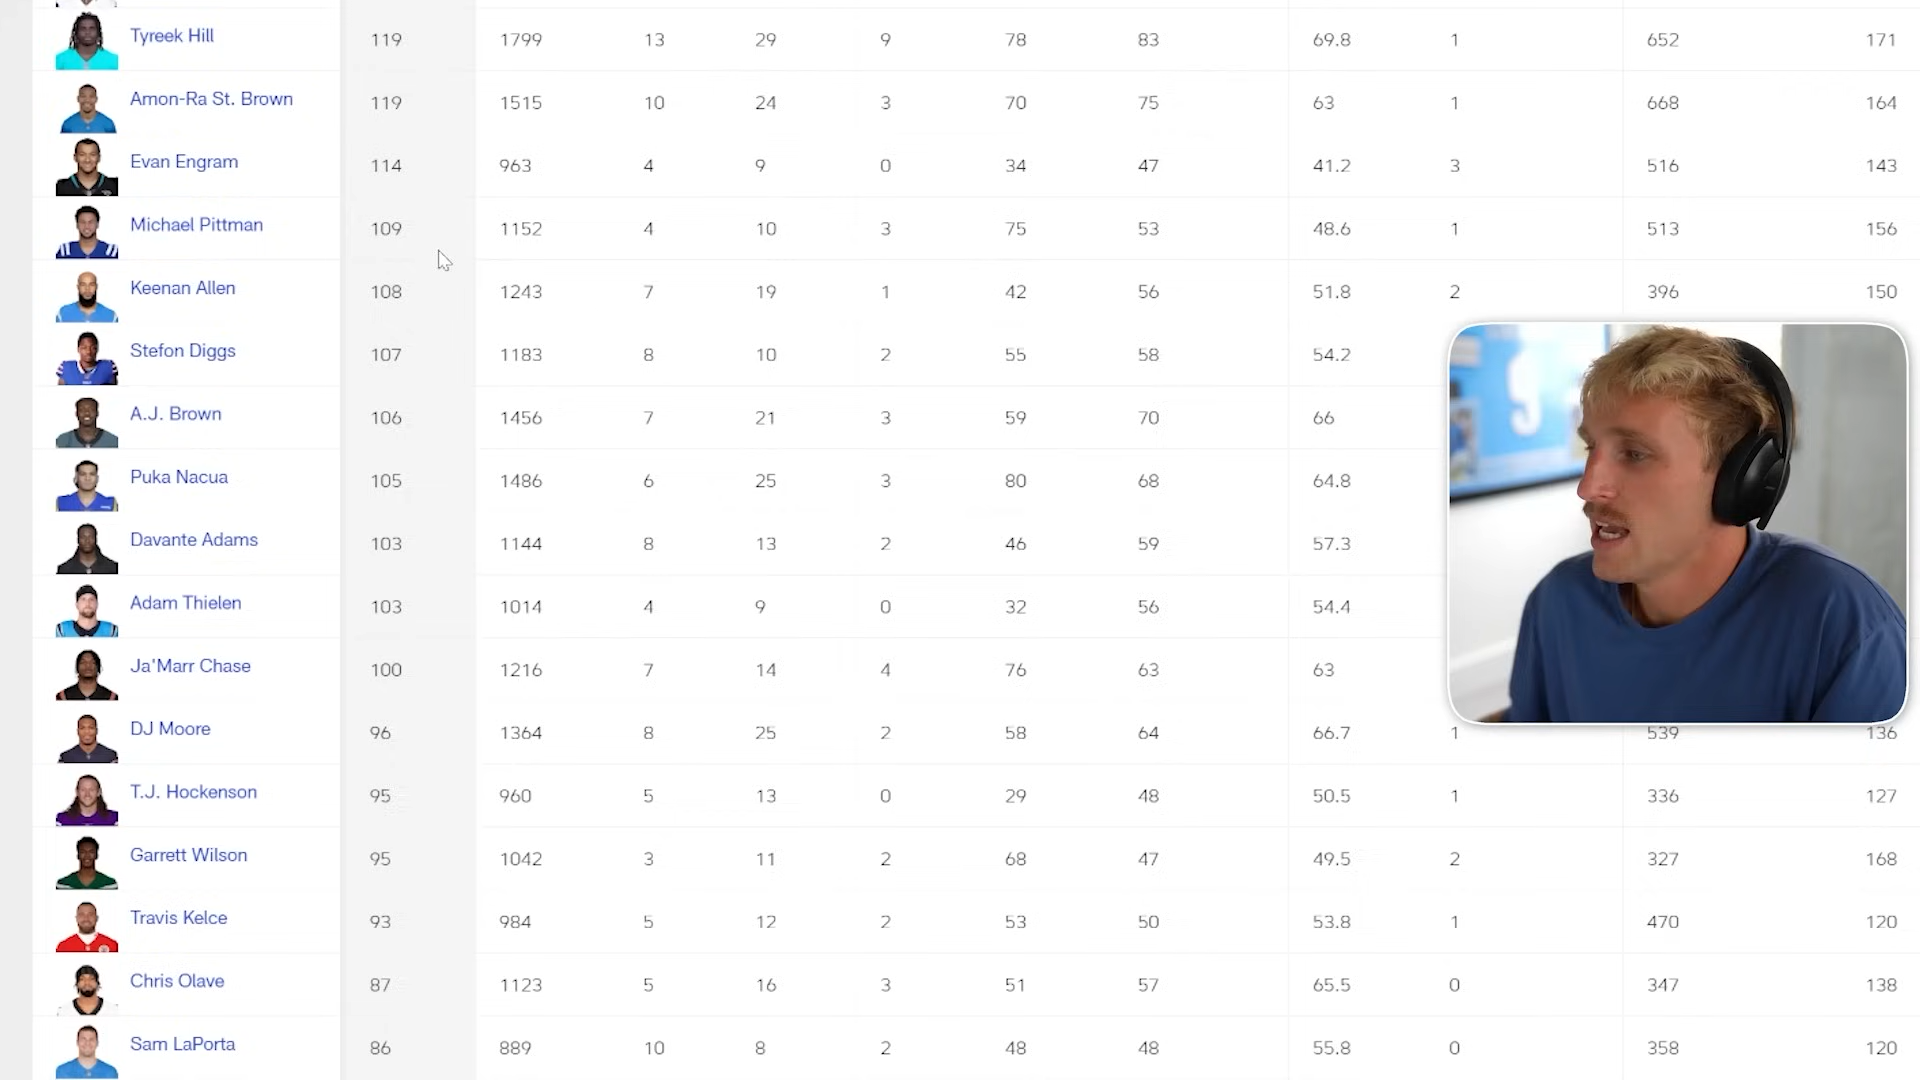 Tyreek Hill 119 1799 13 29 9 78 83 69.8 1 652 171
Amon-Ra St. Brown 119 1515 10 24 3 70 75 63 1 668 164
Evan Engram 114 963 4 9 0 34 47 41.2 3 516 143
Michael Pittman 109 1152 4 10 3 75 53 48.6 1 513 156
Keenan Allen 108 1243 7 19 1 42 56 51.8 2 396 150
Stefon Diggs 107 1183 8 10 2 55 58 54.2
A.J. Brown 106 1456 7 21 3 59 70 66
Puka Nacua 105 1486 6 25 3 80 68 64.8
Davante Adams 103 1144 8 13 2 46 59 57.3
Adam Thielen 103 1014 4 9 0 32 56 54.4
Ja'Marr Chase 100 1216 7 14 4 76 63 63
DJ Moore 96 1364 8 25 2 58 64 66.7 1 539 136
T.J. Hockenson 95 960 5 13 0 29 48 50.5 1 336 127
Garrett Wilson 95 1042 3 11 2 68 47 49.5 2 327 168
Travis Kelce 93 984 5 12 2 53 50 53.8 1 470 120
Chris Olave 87 1123 5 16 3 51 57 65.5 0 347 138
Sam LaPorta 86 889 10 8 2 48 48 55.8 0 358 120